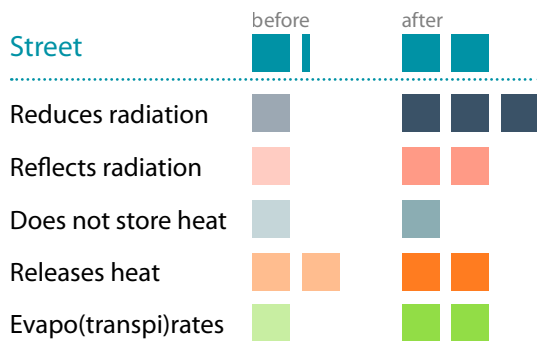 before after
Street
Reduces radiation
Reflects radiation
Does not store heat
Releases heat
Evapo(transpi)rates